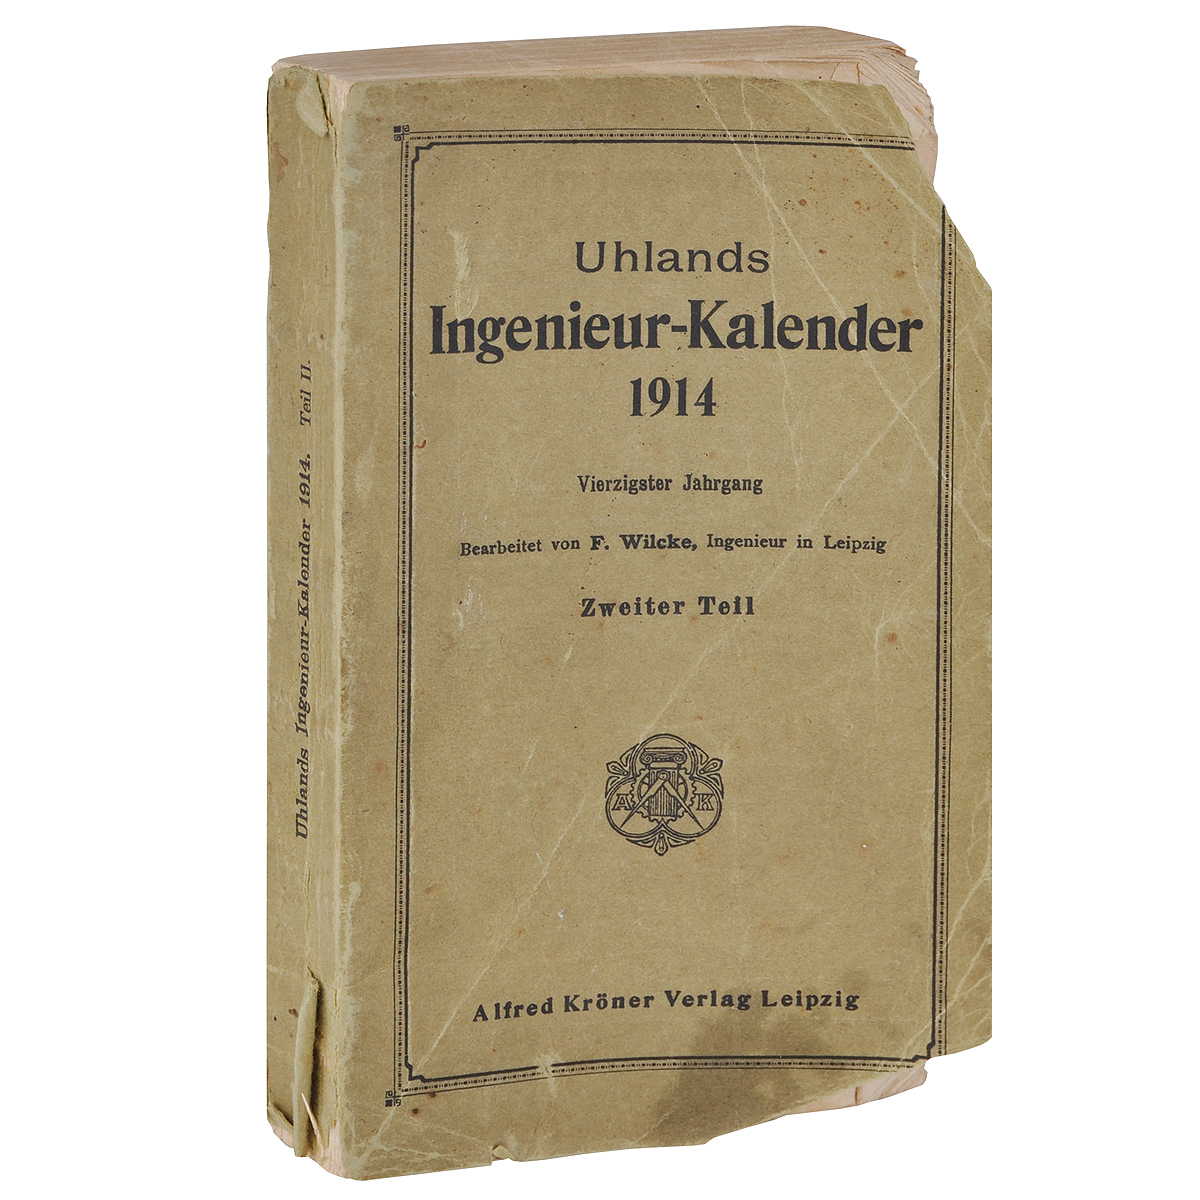 Uhlands Ingenieur-Kalender 1914. Teil II.
Uhlands
Ingenieur-Kalender
1914
Vierzigster Jahrgang
Bearbeitet von F. Wilcke, Ingenieur in Leipzig
Zweiter Teil
A K
Alfred Kröner Verlag Leipzig